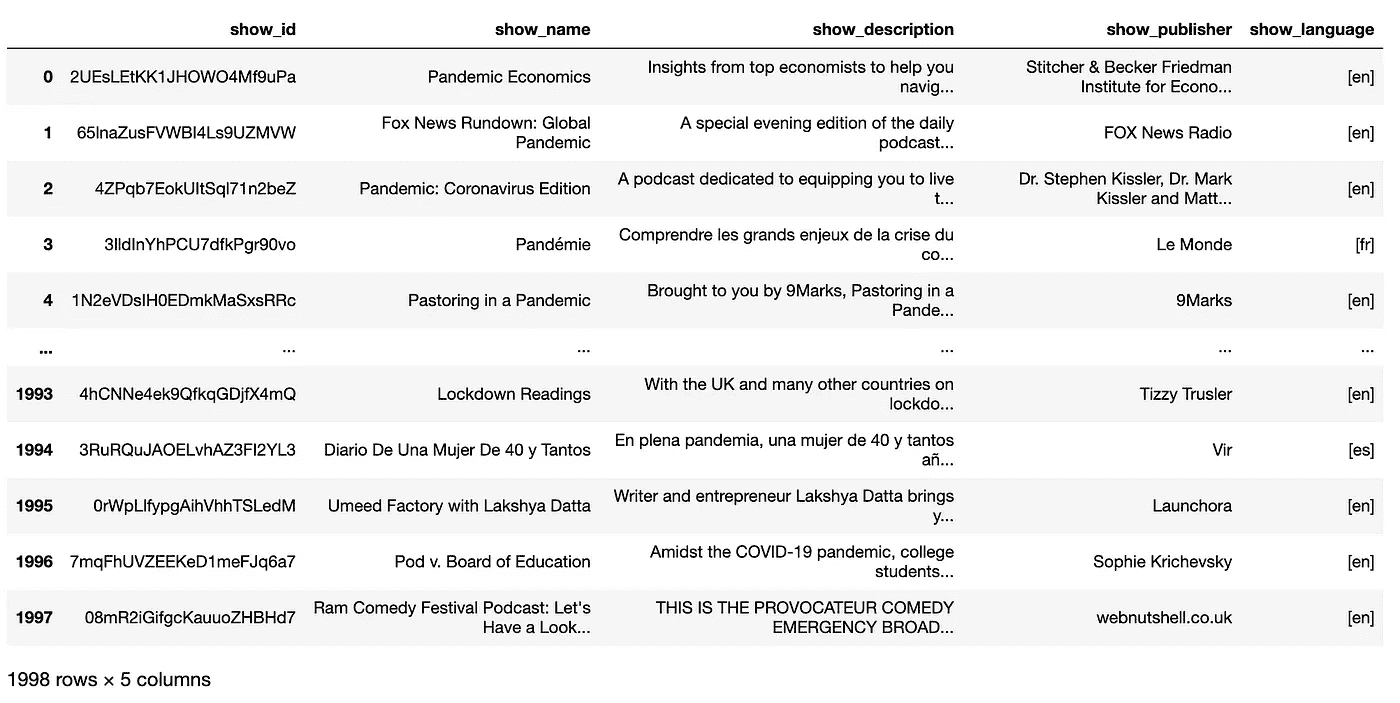 show_id show_name show_description show_publisher show_language
0 2UEsLEtKK1JHOWO4Mf9uPa Pandemic Economics Insights from top economists to help you navig... Stitcher & Becker Friedman Institute for Econo... [en]
1 65lnaZusFVWBI4Ls9UZMVW Fox News Rundown: Global Pandemic A special evening edition of the daily podcast... FOX News Radio [en]
2 4ZPqb7EokUItSql71n2beZ Pandemic: Coronavirus Edition A podcast dedicated to equipping you to live t... Dr. Stephen Kissler, Dr. Mark Kissler and Matt... [en]
3 3lldInYhPCU7dfkPgr90vo Pandémie Comprendre les grands enjeux de la crise du co... Le Monde [fr]
4 1N2eVDsIH0EDmkMaSxsRRc Pastoring in a Pandemic Brought to you by 9Marks, Pastoring in a Pande... 9Marks [en]
... ... ... ... ... ...
1993 4hCNNe4ek9QfkqGDjfX4mQ Lockdown Readings With the UK and many other countries on lockdo... Tizzy Trusler [en]
1994 3RuRQuJAOELvhAZ3FI2YL3 Diario De Una Mujer De 40 y Tantos En plena pandemia, una mujer de 40 y tantos añ... Vir [es]
1995 0rWpLlfypgAihVhhTSLedM Umeed Factory with Lakshya Datta Writer and entrepreneur Lakshya Datta brings y... Launchora [en]
1996 7mqFhUVZEEKeD1meFJq6a7 Pod v. Board of Education Amidst the COVID-19 pandemic, college students... Sophie Krichevsky [en]
1997 08mR2iGifgcKauuoZHBHd7 Ram Comedy Festival Podcast: Let's Have a Look... THIS IS THE PROVOCATEUR COMEDY EMERGENCY BROAD... webnutshell.co.uk [en]
1998 rows × 5 columns